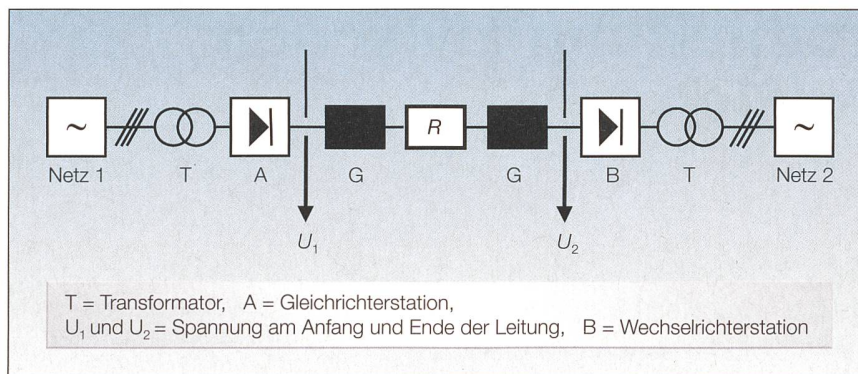 ~ R ~
Netz 1 T A G G B T Netz 2
U₁ U₂
T = Transformator, A = Gleichrichterstation,
U₁ und U₂ = Spannung am Anfang und Ende der Leitung, B = Wechselrichterstation